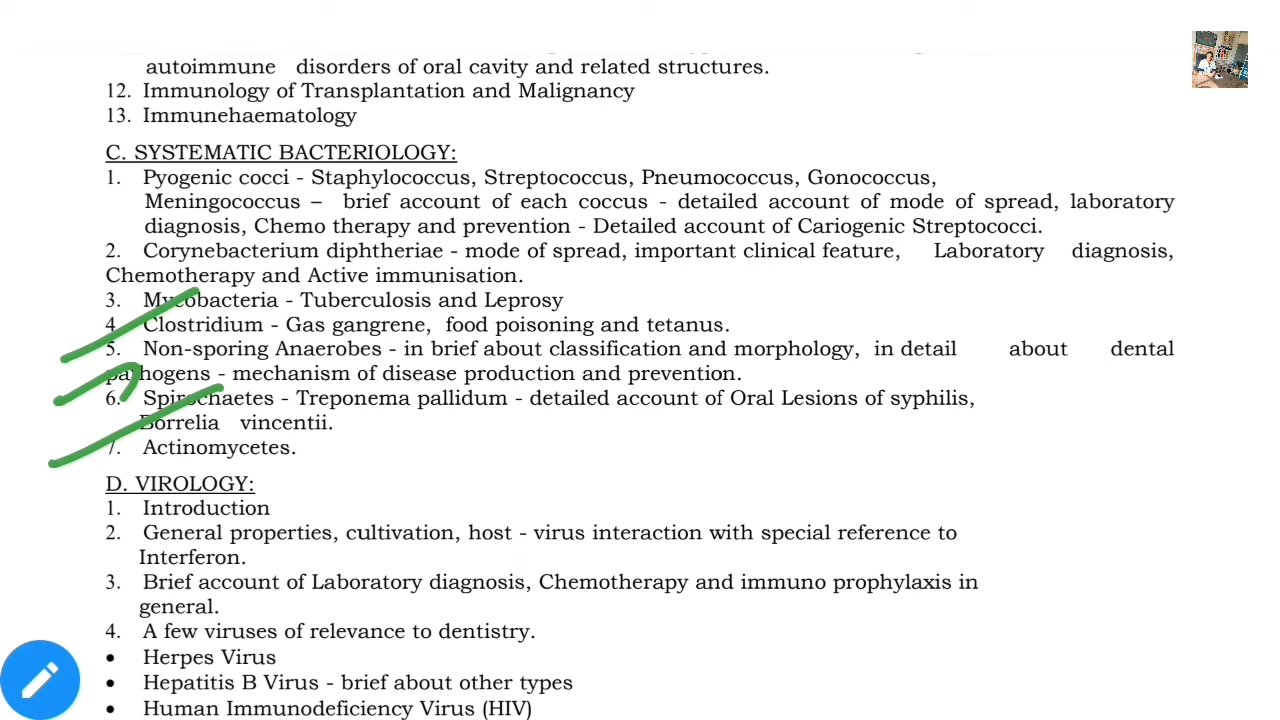 autoimmune disorders of oral cavity and related structures.
12. Immunology of Transplantation and Malignancy
13. Immunehaematology
C. SYSTEMATIC BACTERIOLOGY:
1. Pyogenic cocci - Staphylococcus, Streptococcus, Pneumococcus, Gonococcus,
Meningococcus – brief account of each coccus - detailed account of mode of spread, laboratory
diagnosis, Chemo therapy and prevention - Detailed account of Cariogenic Streptococci.
2. Corynebacterium diphtheriae - mode of spread, important clinical feature, Laboratory diagnosis,
Chemotherapy and Active immunisation.
3. Mycobacteria - Tuberculosis and Leprosy
4. Clostridium - Gas gangrene, food poisoning and tetanus.
5. Non-sporing Anaerobes - in brief about classification and morphology, in detail about dental
pathogens - mechanism of disease production and prevention.
6. Spirochaetes - Treponema pallidum - detailed account of Oral Lesions of syphilis,
Borrelia vincentii.
7. Actinomycetes.
D. VIROLOGY:
1. Introduction
2. General properties, cultivation, host - virus interaction with special reference to
Interferon.
3. Brief account of Laboratory diagnosis, Chemotherapy and immuno prophylaxis in
general.
4. A few viruses of relevance to dentistry.
• Herpes Virus
• Hepatitis B Virus - brief about other types
• Human Immunodeficiency Virus (HIV)